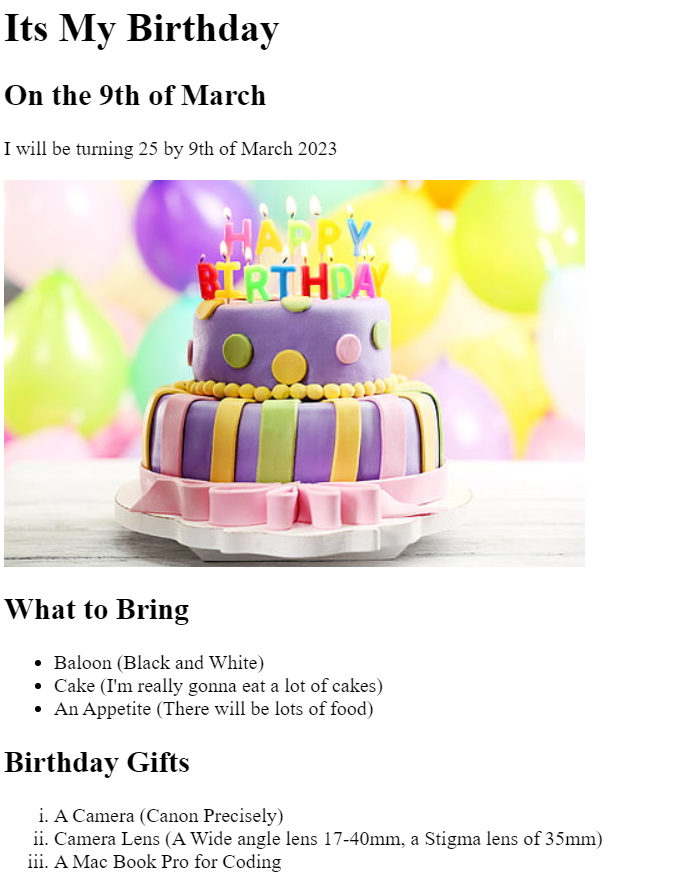 Its My Birthday
On the 9th of March
I will be turning 25 by 9th of March 2023
HAPPY
BIRTHDAY
What to Bring
Baloon (Black and White)
Cake (I'm really gonna eat a lot of cakes)
An Appetite (There will be lots of food)
Birthday Gifts
i. A Camera (Canon Precisely)
ii. Camera Lens (A Wide angle lens 17-40mm, a Stigma lens of 35mm)
iii. A Mac Book Pro for Coding